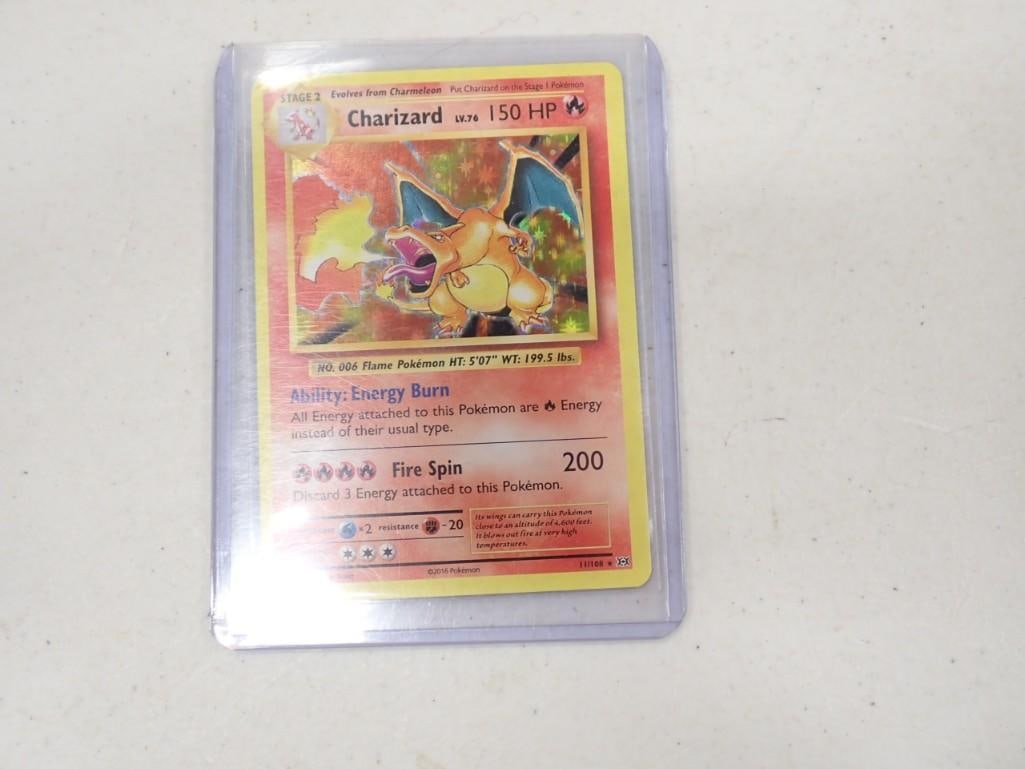 STAGE 2 Evolves from Charmeleon Put Charizard on the Stage 1 Pokémon
Charizard LV.76 150 HP
NO. 006 Flame Pokémon HT: 5'07" WT: 199.5 lbs.
Ability: Energy Burn
All Energy attached to this Pokémon are Energy
instead of their usual type.
Fire Spin 200
Discard 3 Energy attached to this Pokémon.
×2 resistance -20
Its wings can carry this Pokémon
close to an altitude of 4,600 feet.
It blows out fire at very high
temperatures.
©2016 Pokémon 11/108